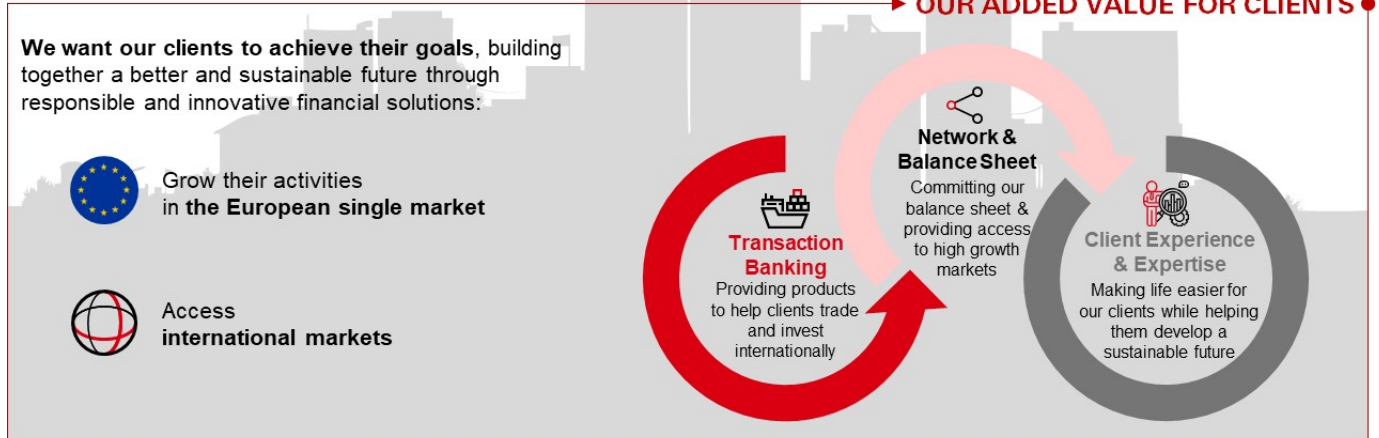 OUR ADDED VALUE FOR CLIENTS
We want our clients to achieve their goals, building
together a better and sustainable future through
responsible and innovative financial solutions:
Grow their activities
in the European single market
Access
international markets
Transaction
Banking
Providing products
to help clients trade
and invest
internationally
Network &
Balance Sheet
Committing our
balance sheet &
providing access
to high growth
markets
Client Experience
& Expertise
Making life easier for
our clients while helping
them develop a
sustainable future